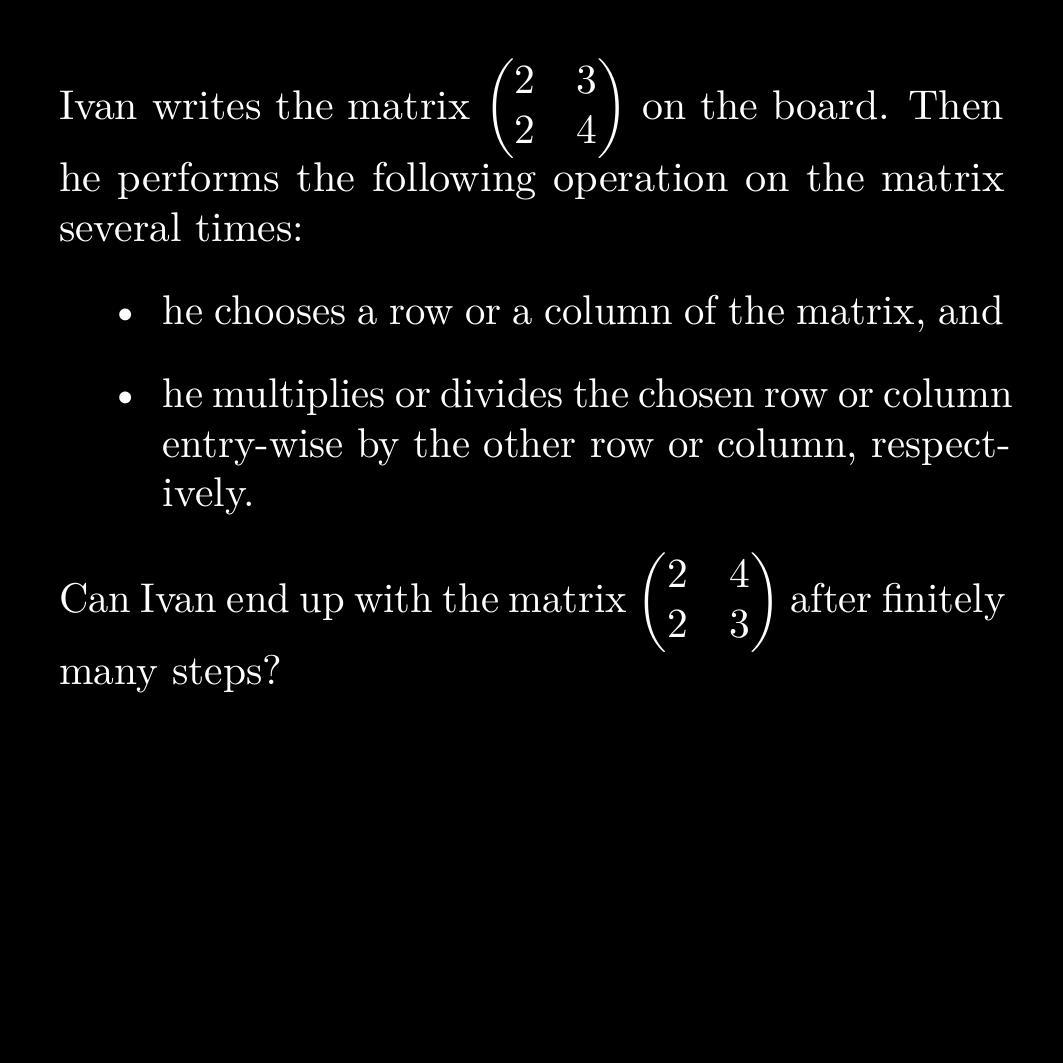 Ivan writes the matrix \begin{pmatrix} 2 & 3 \\ 2 & 4 \end{pmatrix} on the board. Then
he performs the following operation on the matrix
several times:
• he chooses a row or a column of the matrix, and
• he multiplies or divides the chosen row or column
entry-wise by the other row or column, respect-
ively.
Can Ivan end up with the matrix \begin{pmatrix} 2 & 4 \\ 2 & 3 \end{pmatrix} after finitely
many steps?